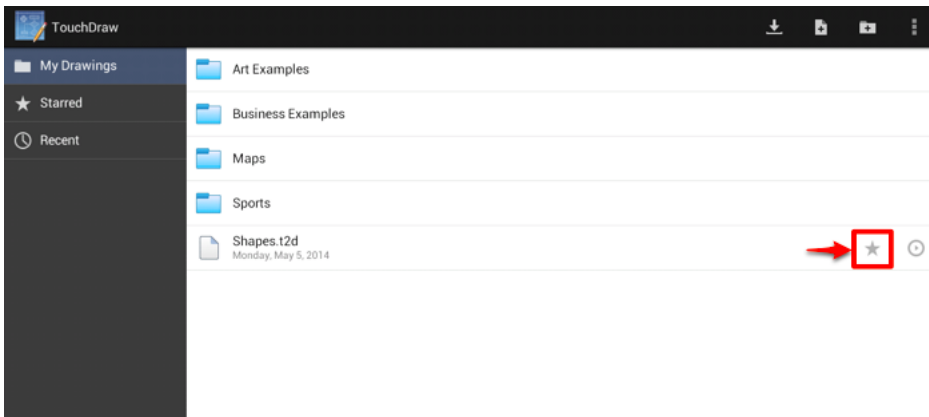 TouchDraw
My Drawings
Starred
Recent
Art Examples
Business Examples
Maps
Sports
Shapes.t2d
Monday, May 5, 2014